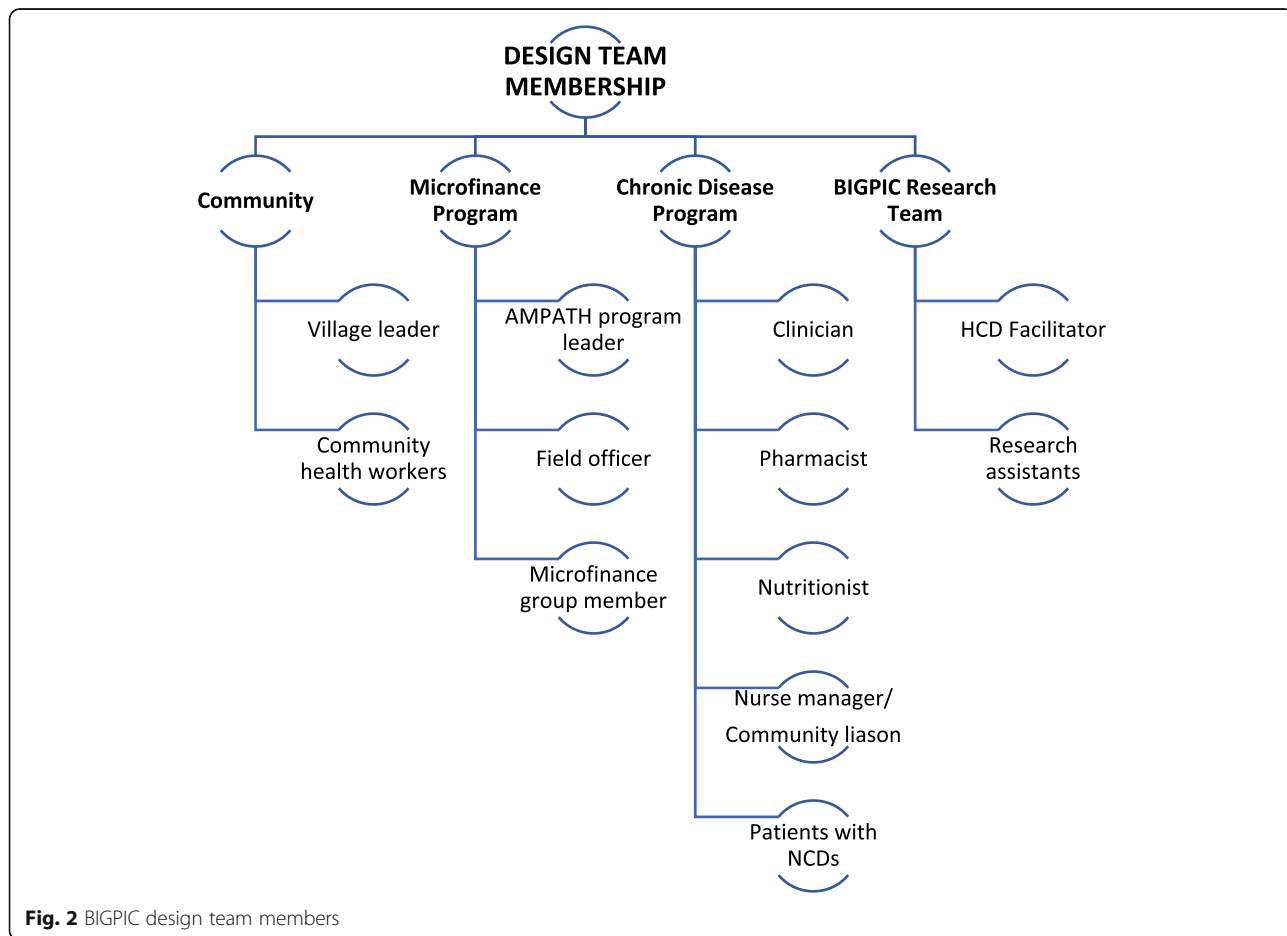 DESIGN TEAM
MEMBERSHIP
Community
Microfinance
Program
Chronic Disease
Program
BIGPIC Research
Team
Village leader
Community
health workers
AMPATH program
leader
Field officer
Microfinance
group member
Clinician
Pharmacist
Nutritionist
Nurse manager/
Community liason
Patients with
NCDs
HCD Facilitator
Research
assistants
Fig. 2 BIGPIC design team members